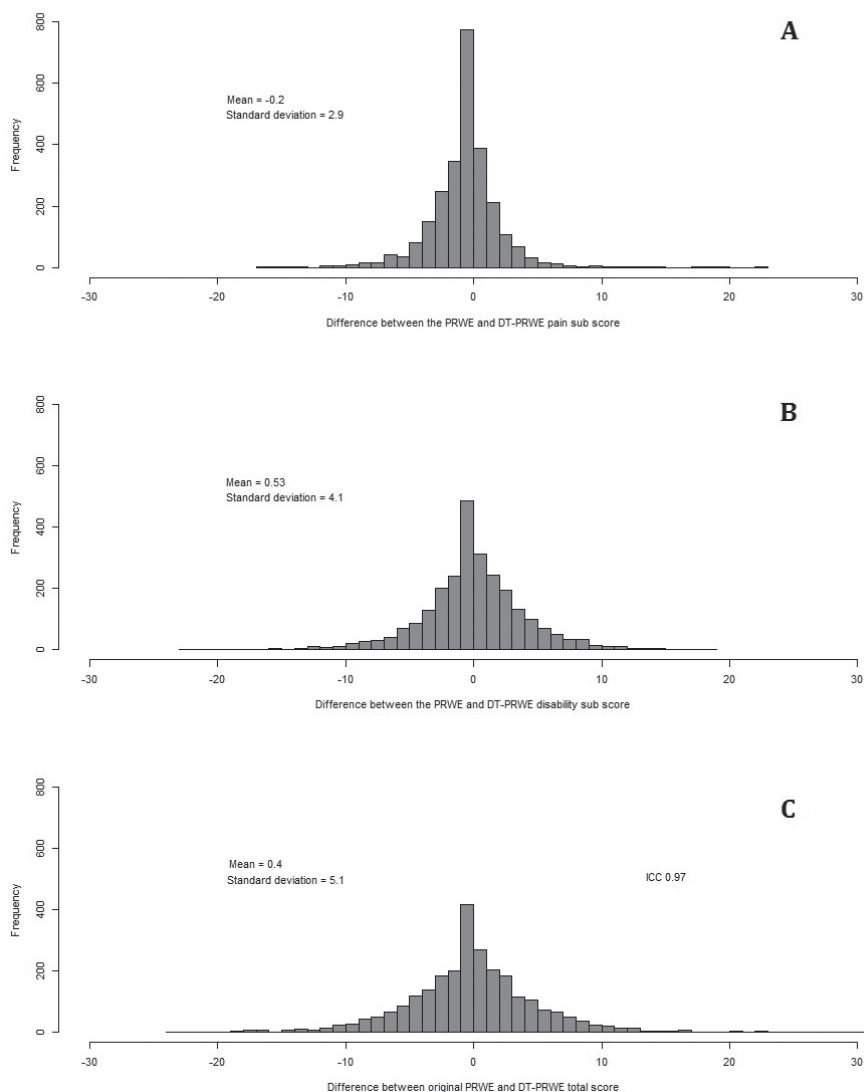 A
Mean = -0.2
Standard deviation = 2.9
Frequency
800
600
400
200
0
-30
-20
-10
0
10
20
30
Difference between the PRWE and DT-PRWE pain sub score
B
Mean = 0.53
Standard deviation = 4.1
Frequency
800
600
400
200
0
-30
-20
-10
0
10
20
30
Difference between the PRWE and DT-PRWE disability sub score
C
Mean = 0.4
Standard deviation = 5.1
ICC 0.97
Frequency
800
600
400
200
0
-30
-20
-10
0
10
20
30
Difference between original PRWE and DT-PRWE total score